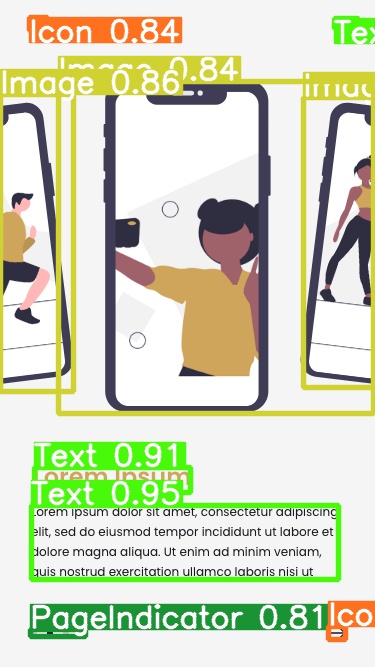 Icon 0.84
Tex
Image 0.84
Image 0.86
imag
Text 0.91
Lorem Ipsum
Text 0.95
Lorem ipsum dolor sit amet, consectetur adipiscing
elit, sed do eiusmod tempor incididunt ut labore et
dolore magna aliqua. Ut enim ad minim veniam,
quis nostrud exercitation ullamco laboris nisi ut
PageIndicator 0.81
Ico